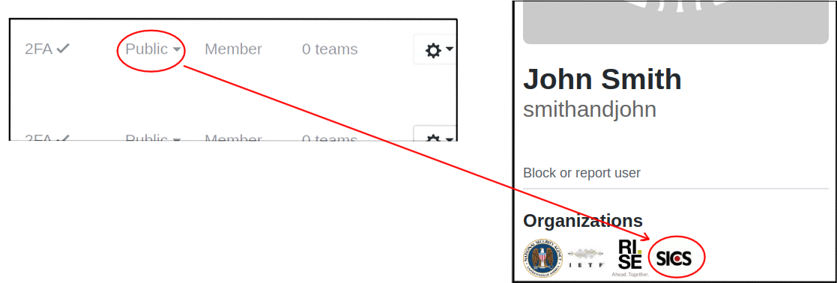 2FA Public Member 0 teams
2FA Public Member 0 teams
John Smith
smithandjohn
Block or report user
Organizations
IETF
RI.
SE
Ahead. Together.
SICS